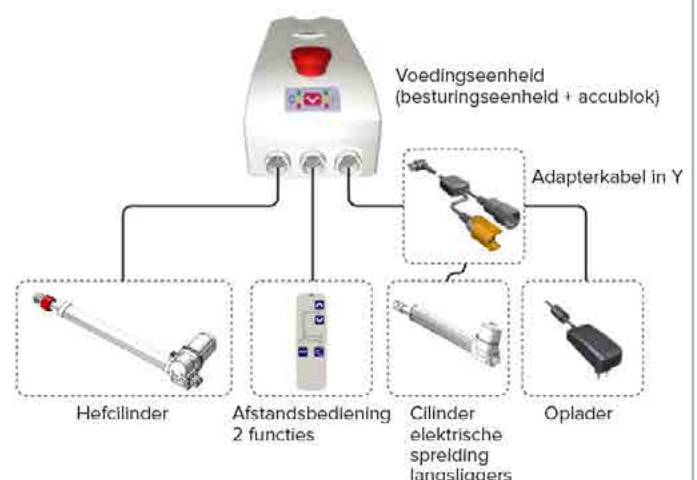 Voedingseenheid
(besturingseenheid + accublok)
Adapterkabel in Y
Hefcilinder
Afstandsbediening
2 functies
Cilinder
elektrische
spreiding
langsliggers
Oplader